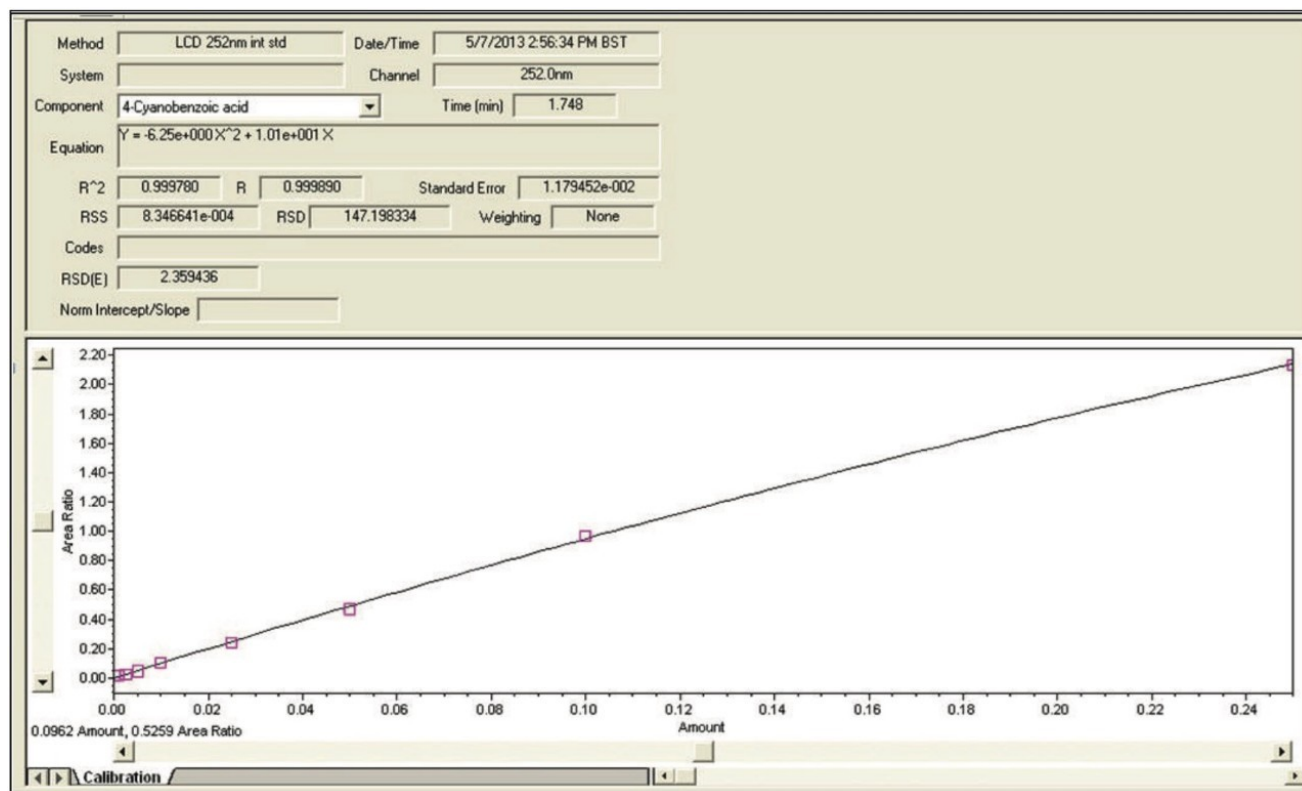 Method LCD 252nm int std Date/Time 5/7/2013 2:56:34 PM BST
System Channel 252.0nm
Component 4-Cyanobenzoic acid Time (min) 1.748
Equation Y = -6.25e+000 X^2 + 1.01e+001 X
R^2 0.999780 R 0.999890 Standard Error 1.179452e-002
RSS 8.346641e-004 RSD 147.198334 Weighting None
Codes
RSD(E) 2.359436
Norm Intercept/Slope
2.20
2.00
1.80
1.60
1.40
1.20
1.00
0.80
0.60
0.40
0.20
0.00
Area Ratio
0.00 0.02 0.04 0.06 0.08 0.10 0.12 0.14 0.16 0.18 0.20 0.22 0.24
Amount
0.0962 Amount, 0.5259 Area Ratio
Calibration